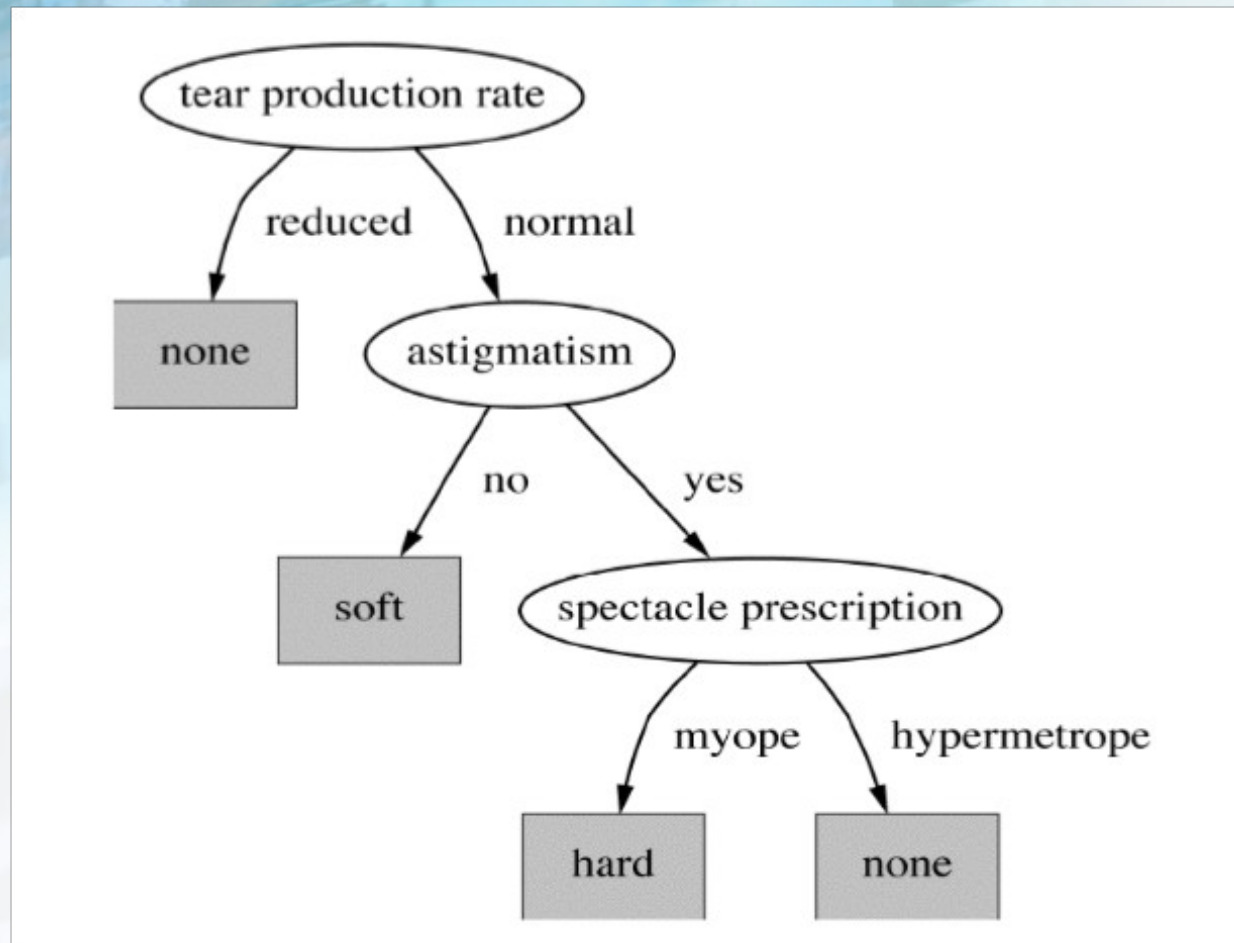 tear production rate
reduced normal
none astigmatism
no yes
soft spectacle prescription
myope hypermetrope
hard none